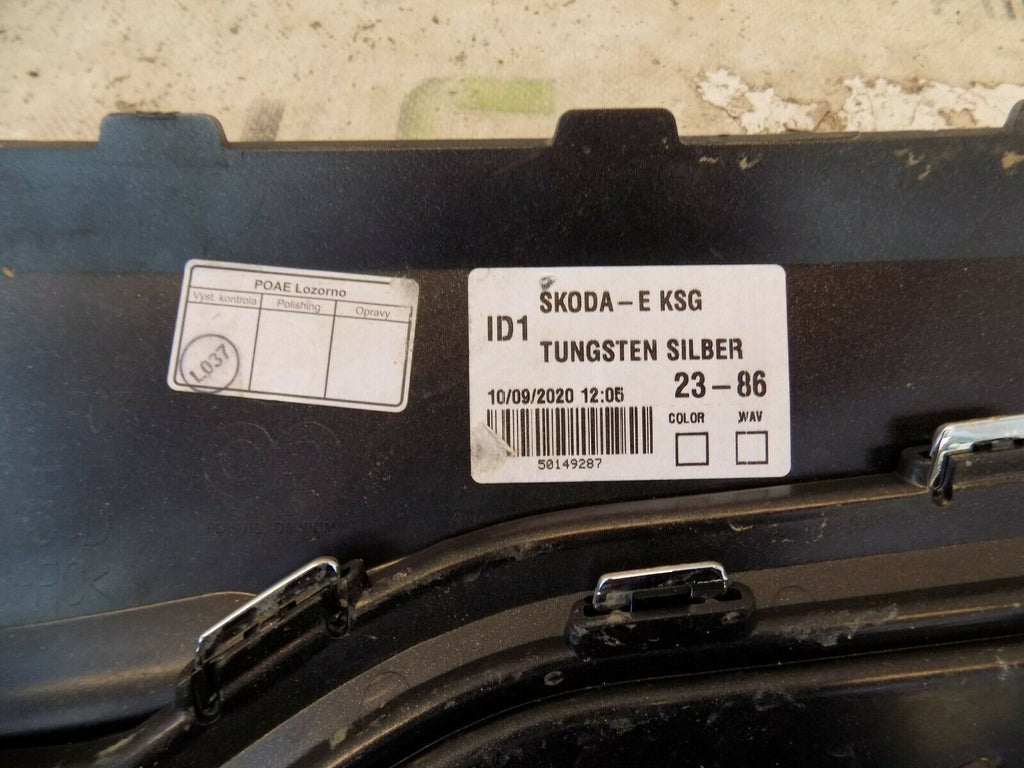 POAE Lozorno
Výst. kontrola Polishing Opravy
L037
SKODA-E KSG
ID1
TUNGSTEN SILBER
23-86
10/09/2020 12:05
COLOR WAV
50149287